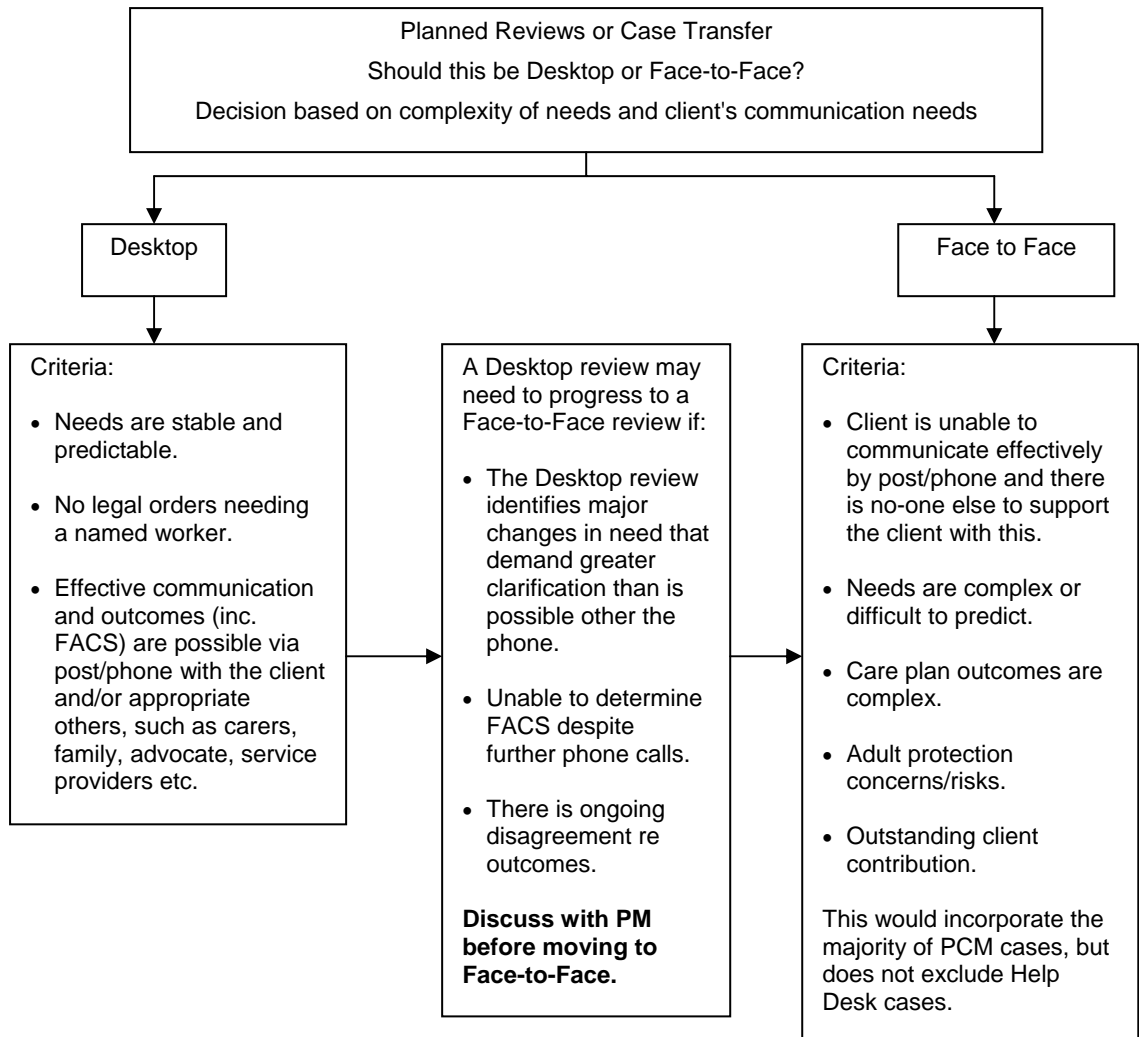 Planned Reviews or Case Transfer
Should this be Desktop or Face-to-Face?
Decision based on complexity of needs and client's communication needs
Desktop
Face to Face
Criteria:
• Needs are stable and
predictable.
• No legal orders needing
a named worker.
• Effective communication
and outcomes (inc.
FACS) are possible via
post/phone with the client
and/or appropriate
others, such as carers,
family, advocate, service
providers etc.
A Desktop review may
need to progress to a
Face-to-Face review if:
• The Desktop review
identifies major
changes in need that
demand greater
clarification than is
possible other the
phone.
• Unable to determine
FACS despite
further phone calls.
• There is ongoing
disagreement re
outcomes.
Discuss with PM
before moving to
Face-to-Face.
Criteria:
• Client is unable to
communicate effectively
by post/phone and there
is no-one else to support
the client with this.
• Needs are complex or
difficult to predict.
• Care plan outcomes are
complex.
• Adult protection
concerns/risks.
• Outstanding client
contribution.
This would incorporate the
majority of PCM cases, but
does not exclude Help
Desk cases.